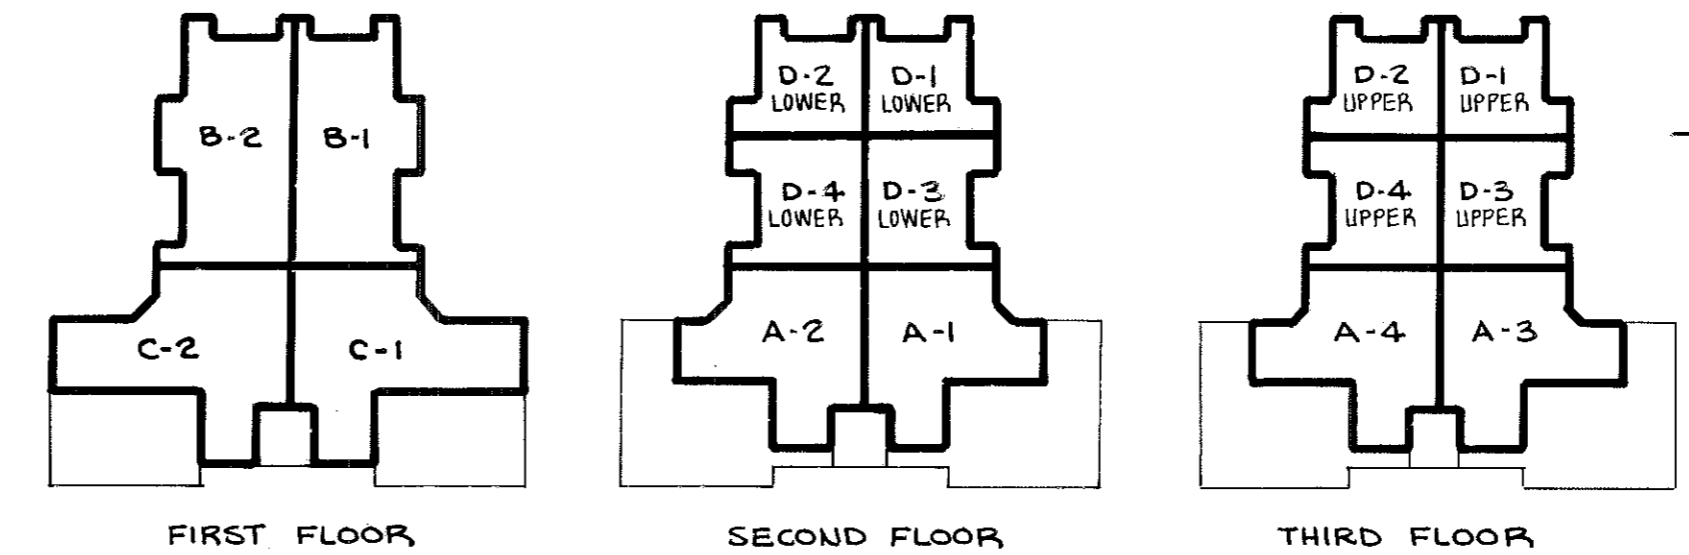 B-2 B-1
C-2 C-1
FIRST FLOOR
D-2 D-1
LOWER LOWER
D-4 D-3
LOWER LOWER
A-2 A-1
SECOND FLOOR
D-2 D-1
UPPER UPPER
D-4 D-3
UPPER UPPER
A-4 A-3
THIRD FLOOR